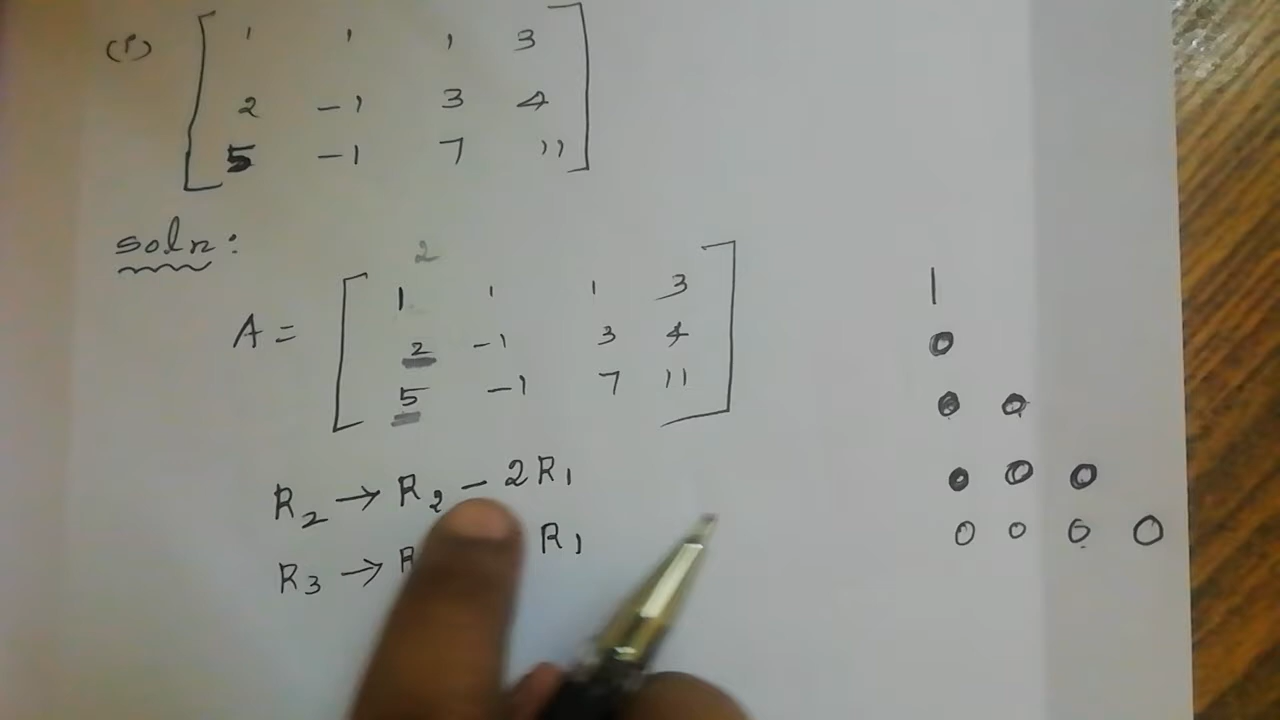 (i)
1 1 1 3
2 -1 3 4
5 -1 7 11
soln:
2
A =
1 1 1 3
2 -1 3 4
5 -1 7 11
R2 → R2 - 2R1
R3 → R R1
1
0
0 0
0 0 0
0 0 0 0